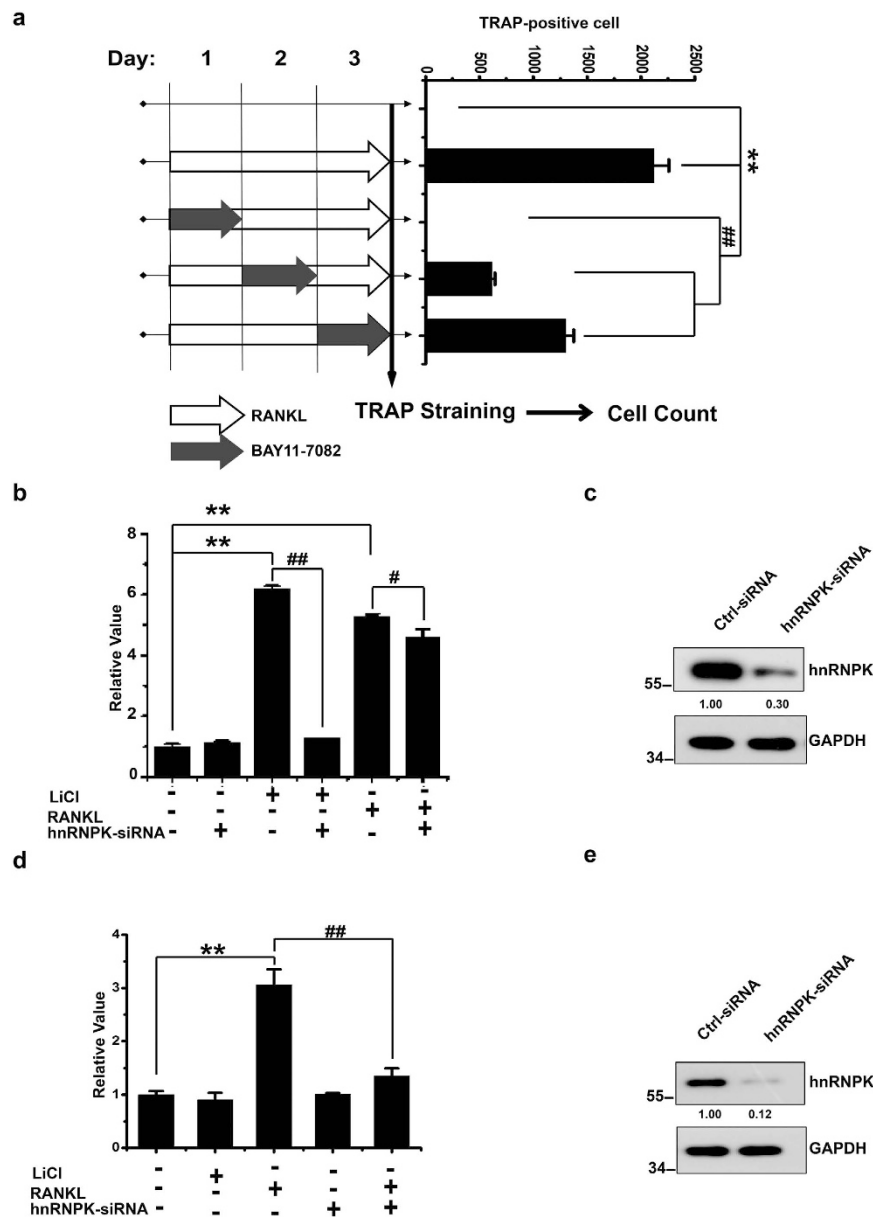 a
TRAP-positive cell
Day: 1 2 3
0 500 1000 1500 2000 25000
**
##
RANKL
BAY11-7082
TRAP Straining
Cell Count
b
8
6
4
2
0
Relative Value
**
**
##
#
LiCl - - + + - -
RANKL - - - - + +
hnRNPK-siRNA - + - + - +
c
Ctrl-siRNA
hnRNPK-siRNA
55
hnRNPK
1.00 0.30
34
GAPDH
d
4
3
2
1
0
Relative Value
**
##
LiCl - + - - -
RANKL - - + - +
hnRNPK-siRNA - - - + +
e
Ctrl-siRNA
hnRNPK-siRNA
55
hnRNPK
1.00 0.12
34
GAPDH